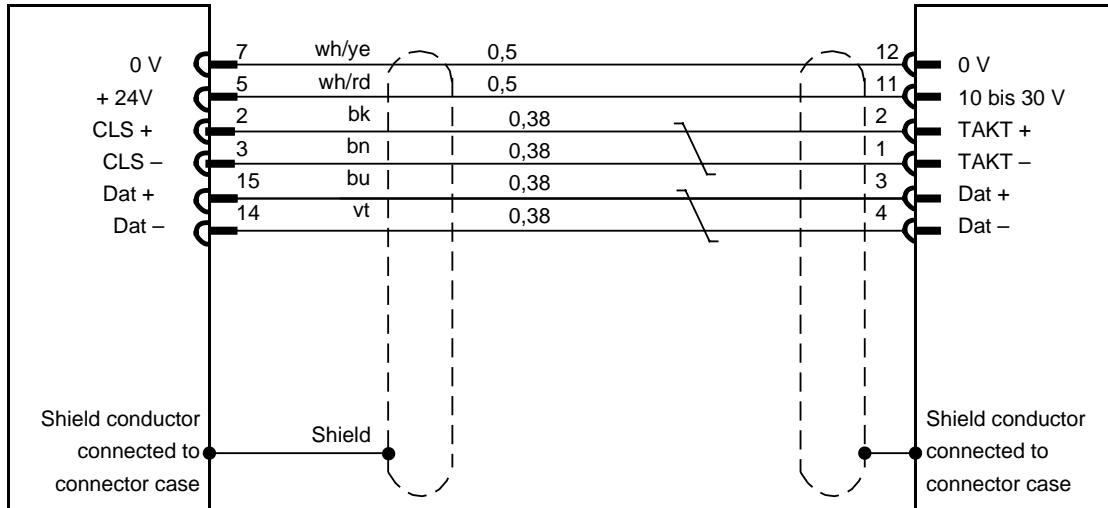 0 V 7 wh/ye 0,5 12 0 V
+ 24V 5 wh/rd 0,5 11 10 bis 30 V
CLS + 2 bk 0,38 2 TAKT +
CLS – 3 bn 0,38 1 TAKT –
Dat + 15 bu 0,38 3 Dat +
Dat – 14 vt 0,38 4 Dat –
Shield conductor
connected to
connector case
Shield
Shield conductor
connected to
connector case